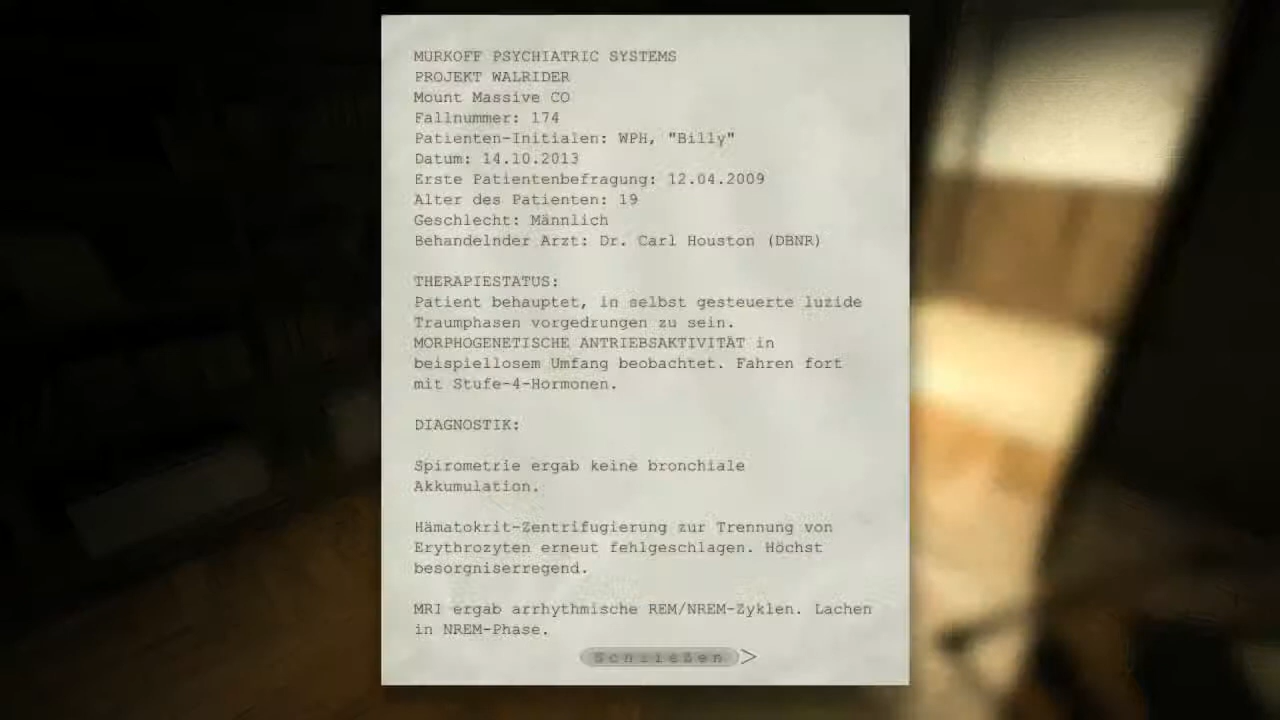 MURKOFF PSYCHIATRIC SYSTEMS
PROJEKT WALRIDER
Mount Massive CO
Fallnummer: 174
Patienten-Initialen: WPH, "Billy"
Datum: 14.10.2013
Erste Patientenbefragung: 12.04.2009
Alter des Patienten: 19
Geschlecht: Männlich
Behandelnder Arzt: Dr. Carl Houston (DBNR)
THERAPIESTATUS:
Patient behauptet, in selbst gesteuerte luzide
Traumphasen vorgedrungen zu sein.
MORPHOGENETISCHE ANTRIEBSAKTIVITÄT in
beispiellosem Umfang beobachtet. Fahren fort
mit Stufe-4-Hormonen.
DIAGNOSTIK:
Spirometrie ergab keine bronchiale
Akkumulation.
Hämatokrit-Zentrifugierung zur Trennung von
Erythrozyten erneut fehlgeschlagen. Höchst
besorgniserregend.
MRI ergab arrhythmische REM/NREM-Zyklen. Lachen
in NREM-Phase.
Schließen >